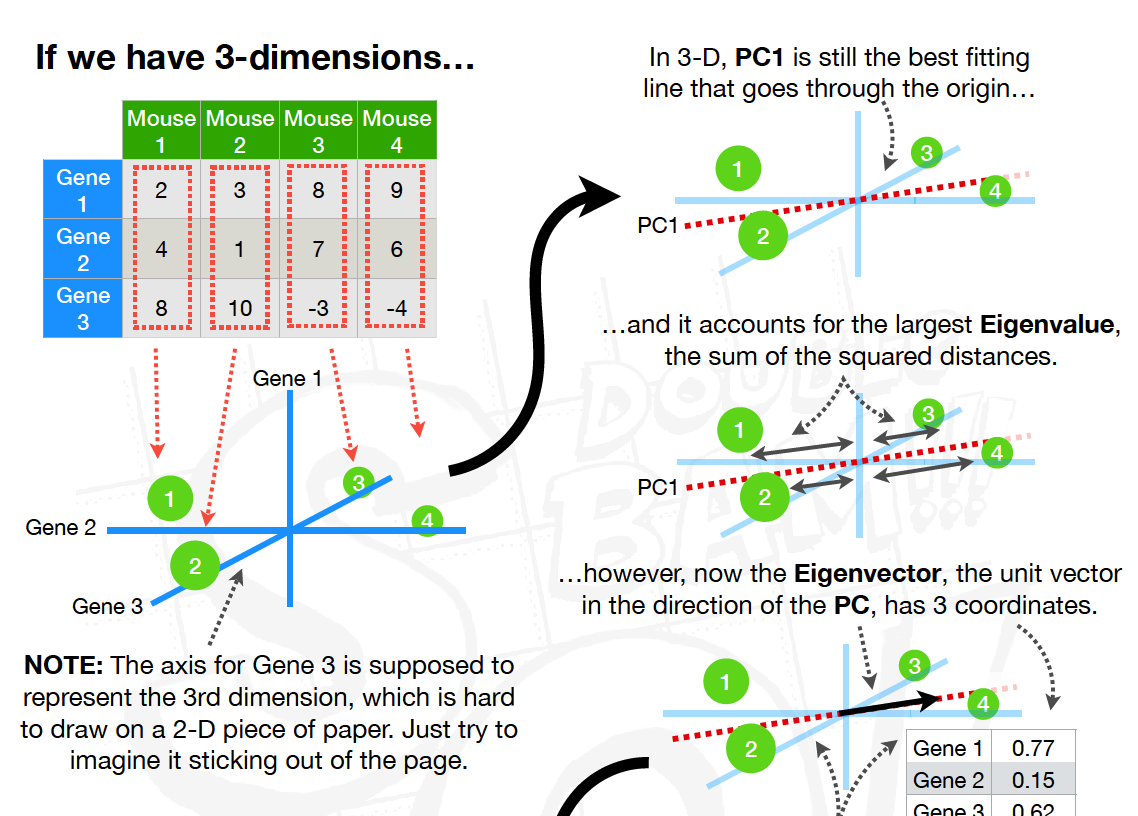 If we have 3-dimensions…
Mouse 1 Mouse 2 Mouse 3 Mouse 4
Gene 1 2 3 8 9
Gene 2 4 1 7 6
Gene 3 8 10 -3 -4
Gene 1
1
3
Gene 2
4
2
Gene 3
NOTE: The axis for Gene 3 is supposed to
represent the 3rd dimension, which is hard
to draw on a 2-D piece of paper. Just try to
imagine it sticking out of the page.
In 3-D, PC1 is still the best fitting
line that goes through the origin…
1
3
4
PC1
2
…and it accounts for the largest Eigenvalue,
the sum of the squared distances.
1
3
4
PC1
2
…however, now the Eigenvector, the unit vector
in the direction of the PC, has 3 coordinates.
1
3
4
2
Gene 1 0.77
Gene 2 0.15
Gene 3 0.62
DOUBLE
BAM!!!